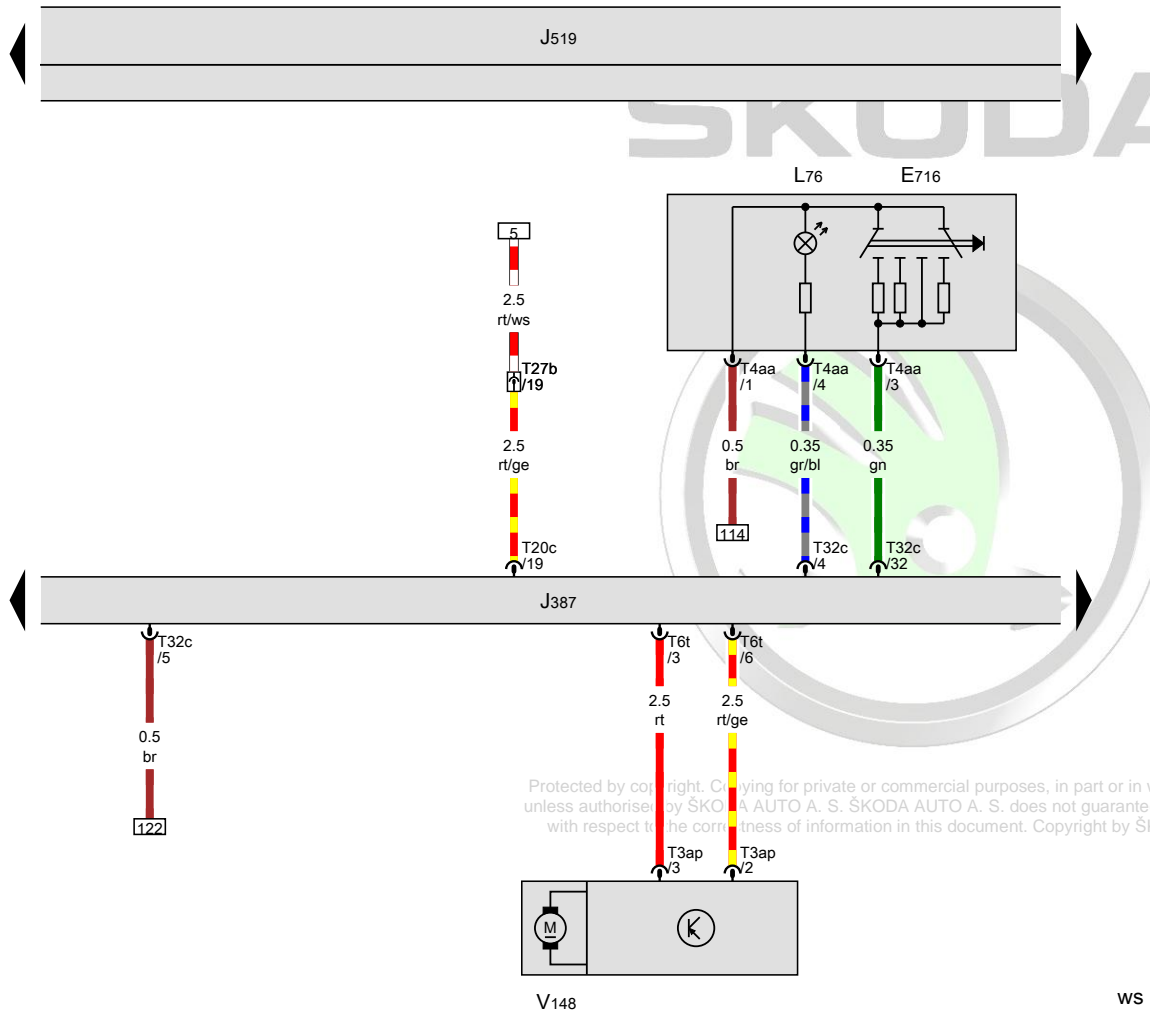 J519
ŠKODA
L76 E716
5
2.5
rt/ws
T27b
/19
2.5
rt/ge
T20c
/19
T4aa
/1
T4aa
/4
T4aa
/3
0.5
br
0.35
gr/bl
0.35
gn
114
T32c
/4
T32c
/32
J387
T32c
/5
T6t
/3
T6t
/6
0.5
br
2.5
rt
2.5
rt/ge
122
Protected by copyright. Copying for private or commercial purposes, in part or in
unless authorised by ŠKODA AUTO A. S. ŠKODA AUTO A. S. does not
with respect to the correctness of information in this document. Copyright by
T3ap
/3
T3ap
/2
M
V148
ws